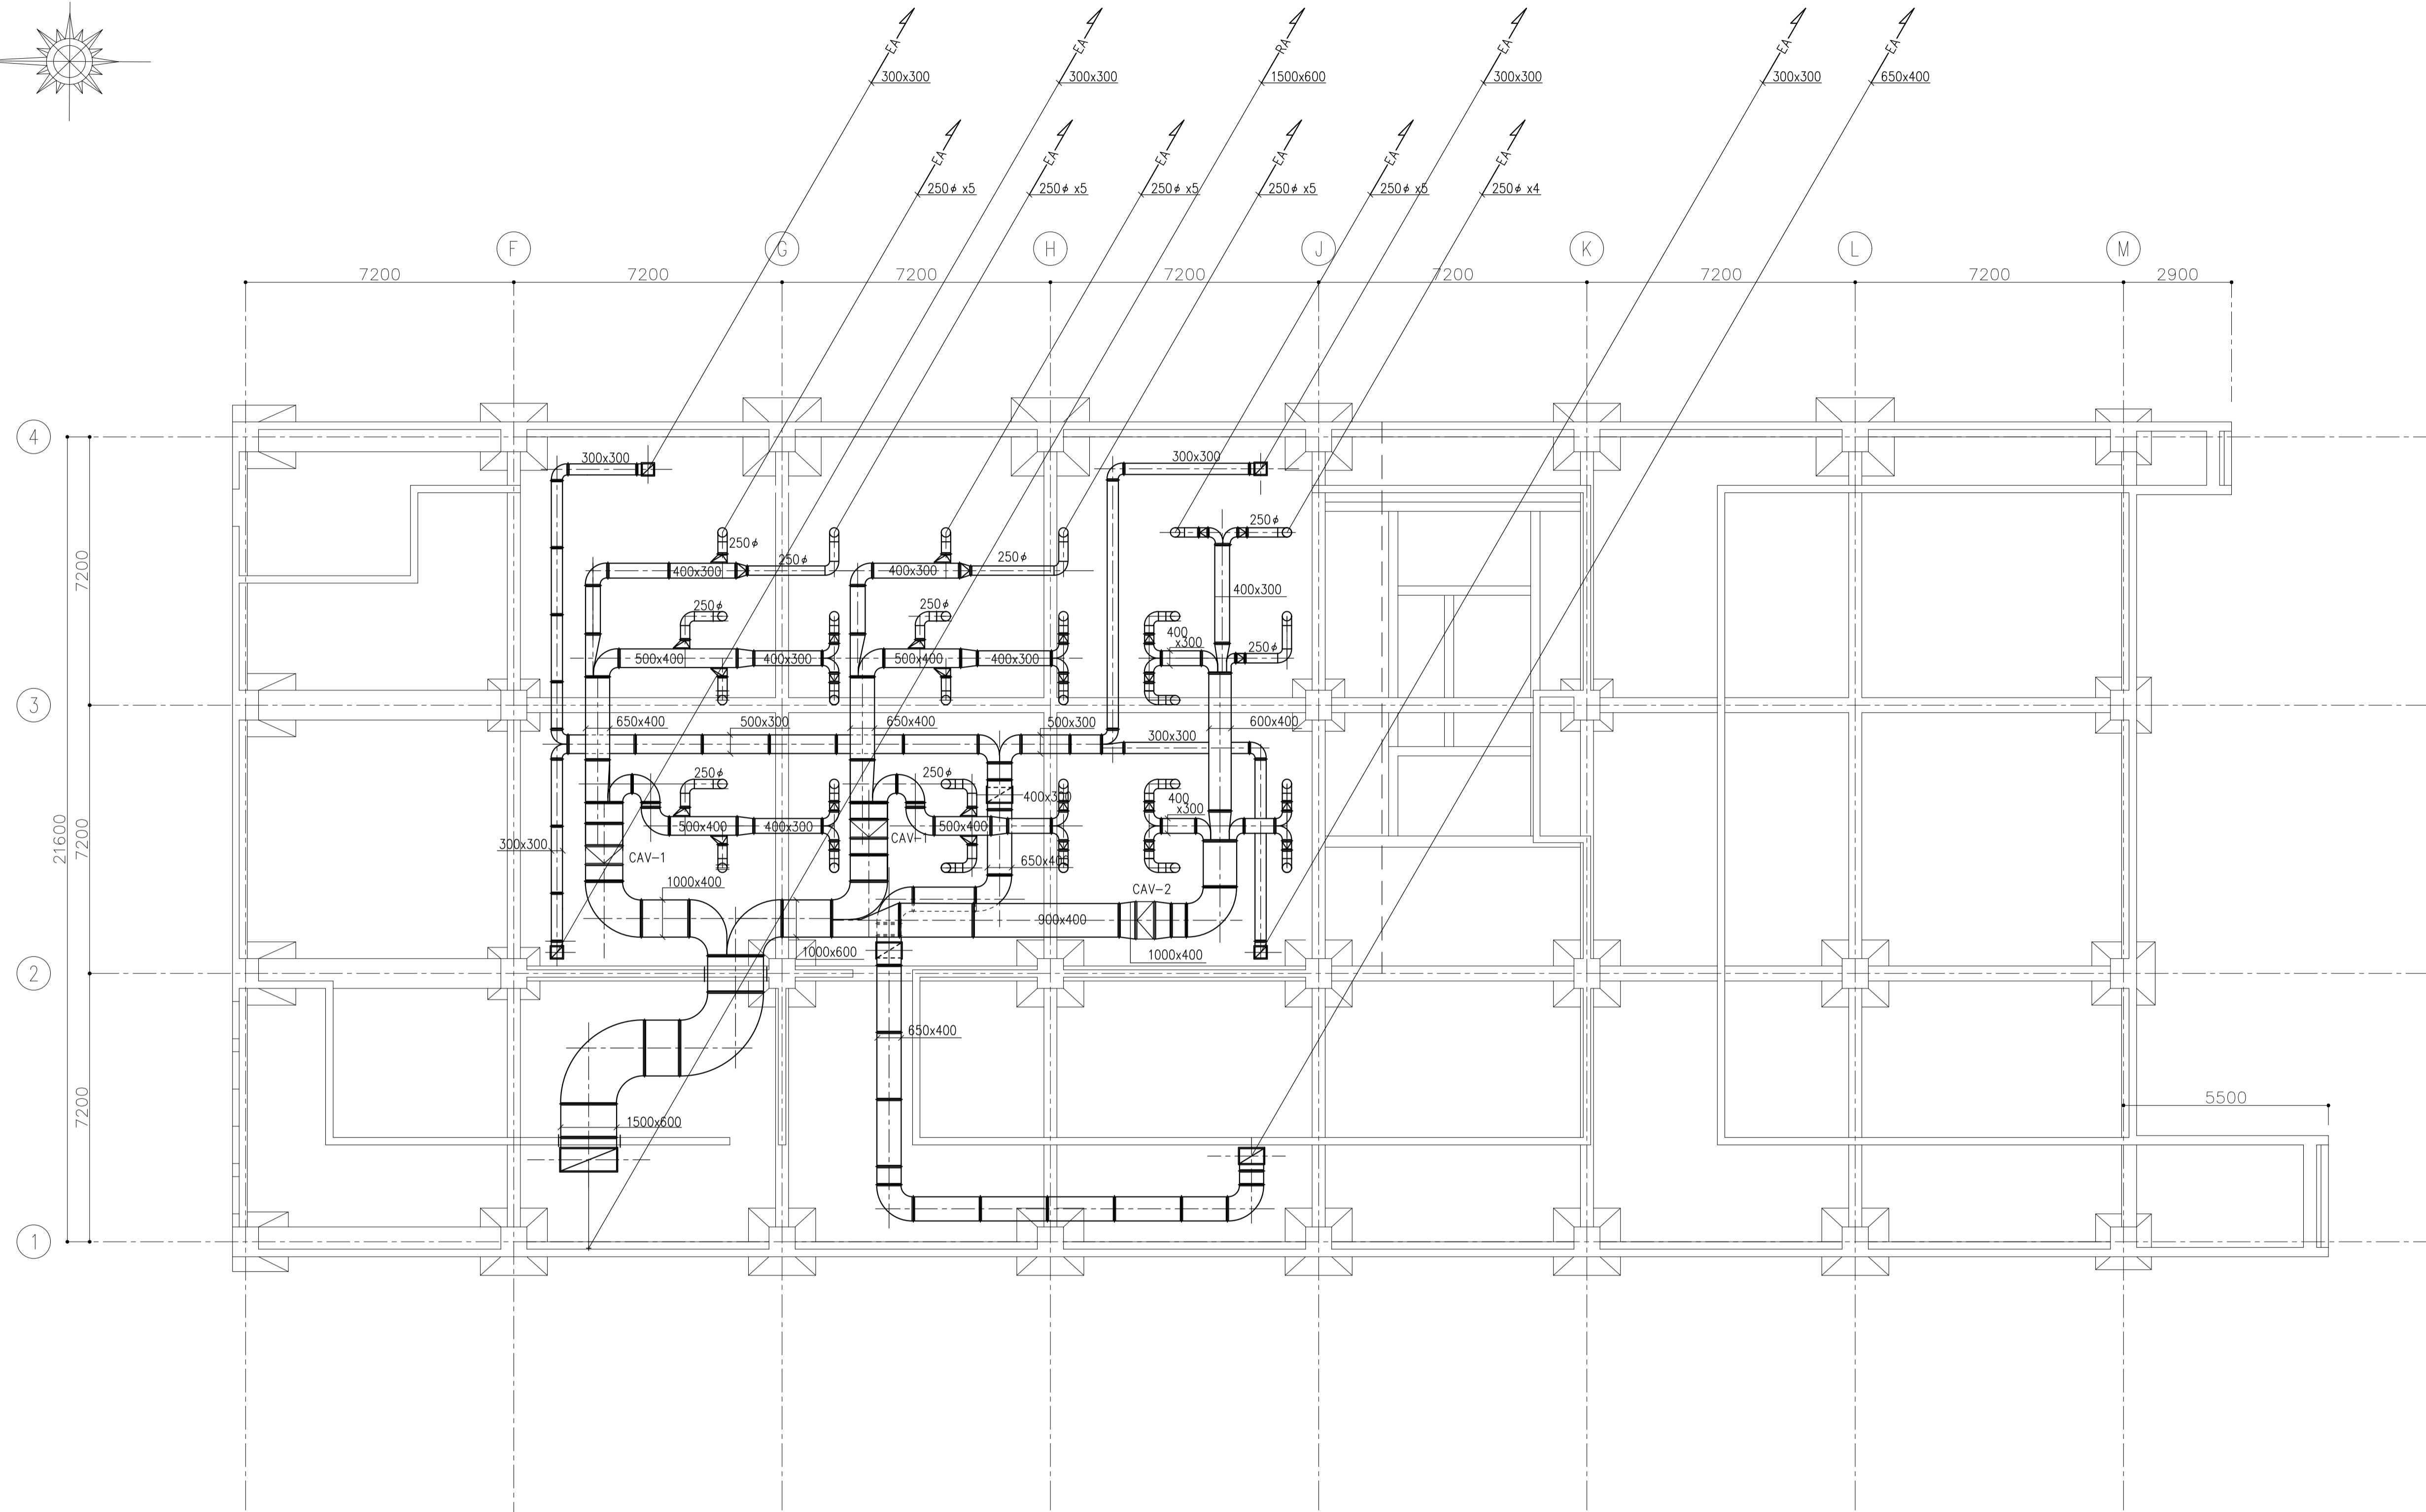 EA EA RA EA EA EA
300x300 300x300 1500x600 300x300 300x300 650x400
EA EA EA EA EA EA
250φ x5 250φ x5 250φ x5 250φ x5 250φ x5 250φ x4
F G H J K L M
7200 7200 7200 7200 7200 7200 7200 2900
4
300x300 300x300
250φ
250φ 250φ 250φ
400x300 400x300
7200
400x300
250φ 250φ
400
x300
250φ
500x400 400x300 500x400 400x300
3
650x400 500x300 650x400 500x300 600x400
300x300
250φ 250φ
400x300
400
x300
500x400 400x300 500x400
21600
7200
300x300
CAV-1
CAV-1
650x400
1000x400
CAV-2
900x400
1000x600 1000x400
2
650x400
7200
5500
1500x600
1